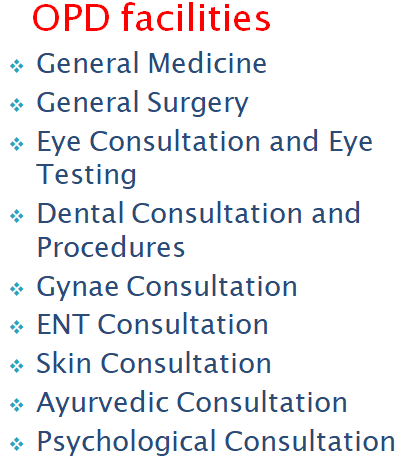 OPD facilities
❖ General Medicine
❖ General Surgery
❖ Eye Consultation and Eye
Testing
❖ Dental Consultation and
Procedures
❖ Gynae Consultation
❖ ENT Consultation
❖ Skin Consultation
❖ Ayurvedic Consultation
❖ Psychological Consultation